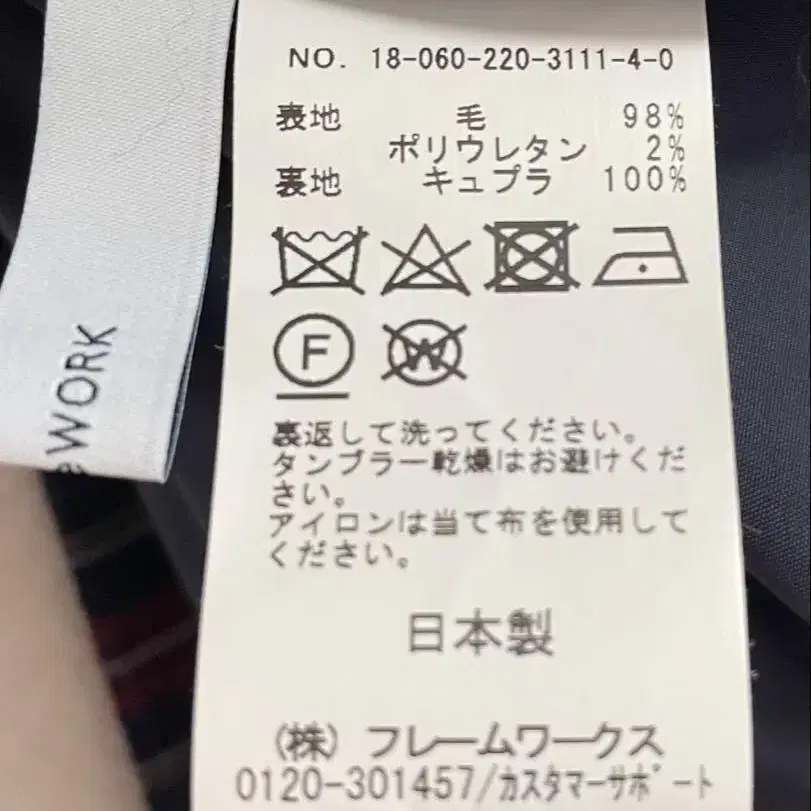 NO. 18-060-220-3111-4-0
表地 毛 98%
ポリウレタン 2%
裏地 キュプラ 100%
F
W
裏返して洗ってください。
タンブラー乾燥はお避けくだ
さい。
アイロンは当て布を使用して
ください。
日本製
(株) フレームワークス
0120-301457/カスタマーサポート
WORK